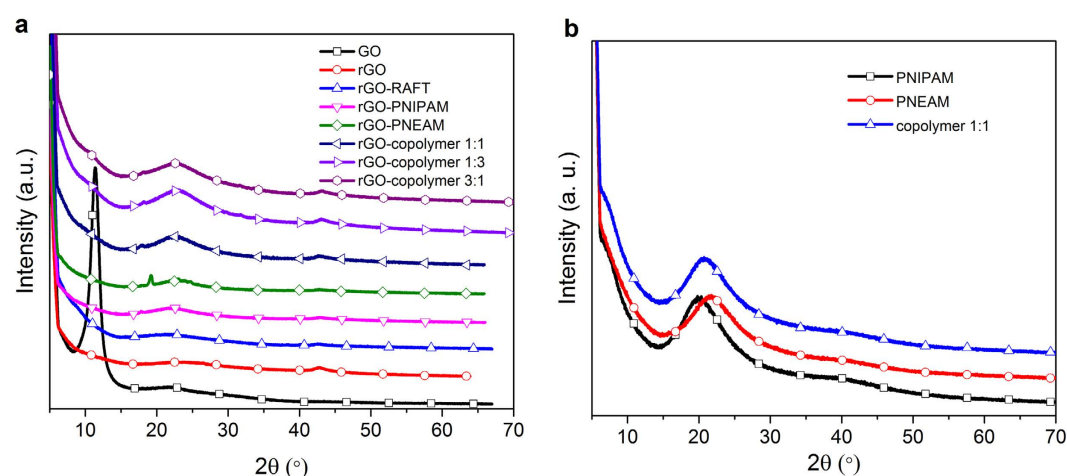 a
Intensity (a.u.)
GO
rGO
rGO-RAFT
rGO-PNIPAM
rGO-PNEAM
rGO-copolymer 1:1
rGO-copolymer 1:3
rGO-copolymer 3:1
10 20 30 40 50 60 70
2θ (°)
b
Intensity (a. u.)
PNIPAM
PNEAM
copolymer 1:1
10 20 30 40 50 60 70
2θ (°)